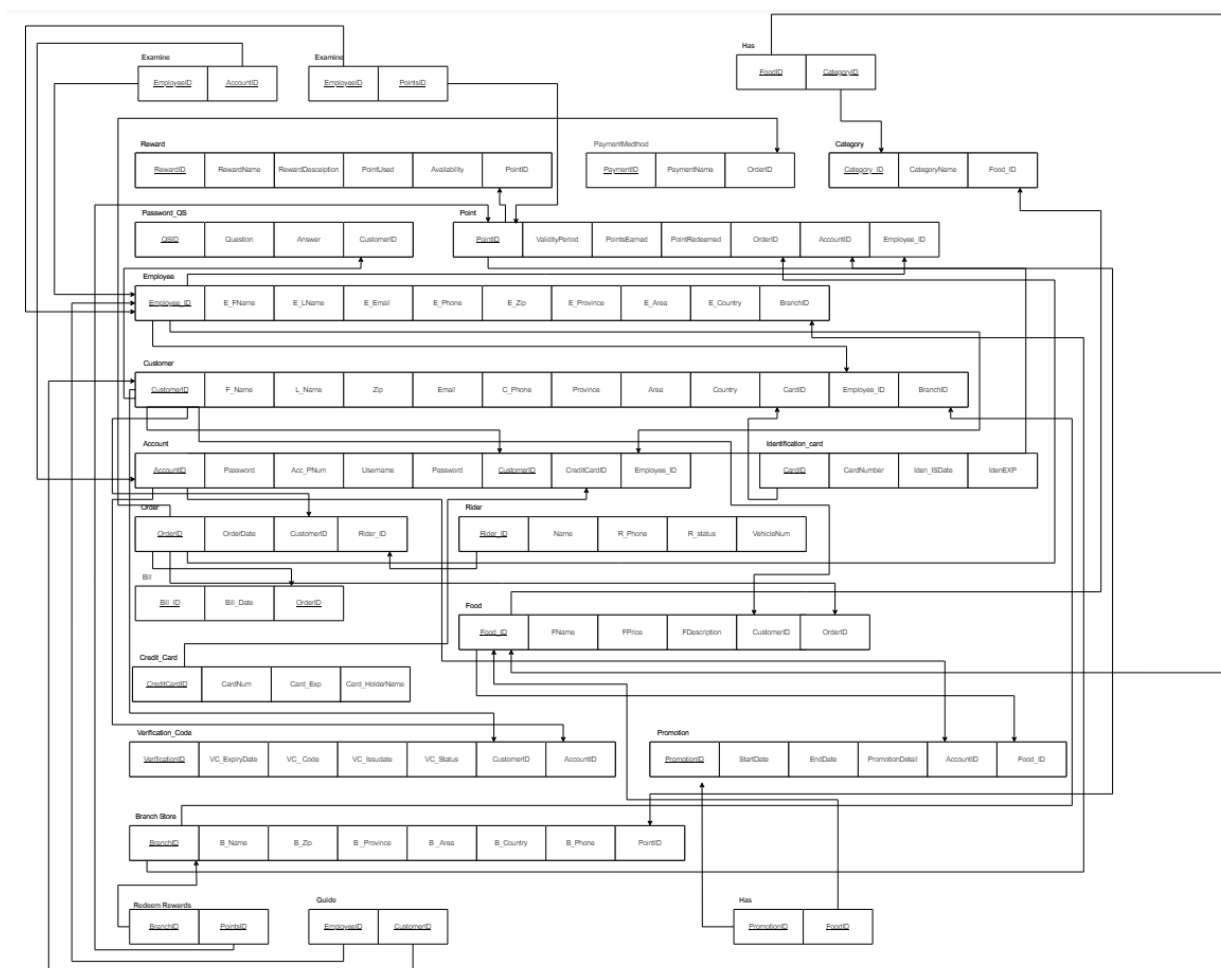 Examine
EmployeeID AccountID
Examine
EmployeeID PointsID
Has
FoodID CategoryID
Reward
RewardID RewardName RewardDesceiption PointUsed Availability PointID
PaymentMedthod
PaymentID PaymentName OrderID
Category
Category_ID CategoryName Food_ID
Password_QS
QSID Question Answer CustomerID
Point
PointID ValidityPeriod PointsEarned PointRedeemed OrderID AccountID Employee_ID
Employee
Employee_ID E_FName E_LName E_Email E_Phone E_Zip E_Province E_Area E_Country BranchID
Customer
CustomerID F_Name L_Name Zip Email C_Phone Province Area Country CardID Employee_ID BranchID
Account
AccountID Password Acc_PNum Username Password CustomerID CreditCardID Employee_ID
Identification_card
CardID CardNumber Iden_ISDate IdenEXP
Order
OrderID OrderDate CustomerID Rider_ID
Rider
Rider_ID Name R_Phone R_status VehicleNum
Bill
Bill_ID Bill_Date OrderID
Food
Food_ID FName FPrice FDescription CustomerID OrderID
Credit_Card
CreditCardID CardNum Card_Exp Card_HolderName
Verification_Code
VerificationID VC_ExpiryDate VC_ Code VC_Issudate VC_Status CustomerID AccountID
Promotion
PromotionID StartDate EndDate PromotionDetail AccountID Food_ID
Branch Store
BranchID B_Name B_Zip B _Province B _Area B_Country B_Phone PointID
Redeem Rewards
BranchID PointsID
Guide
EmployeeID CustomerID
Has
PromotionID FoodID